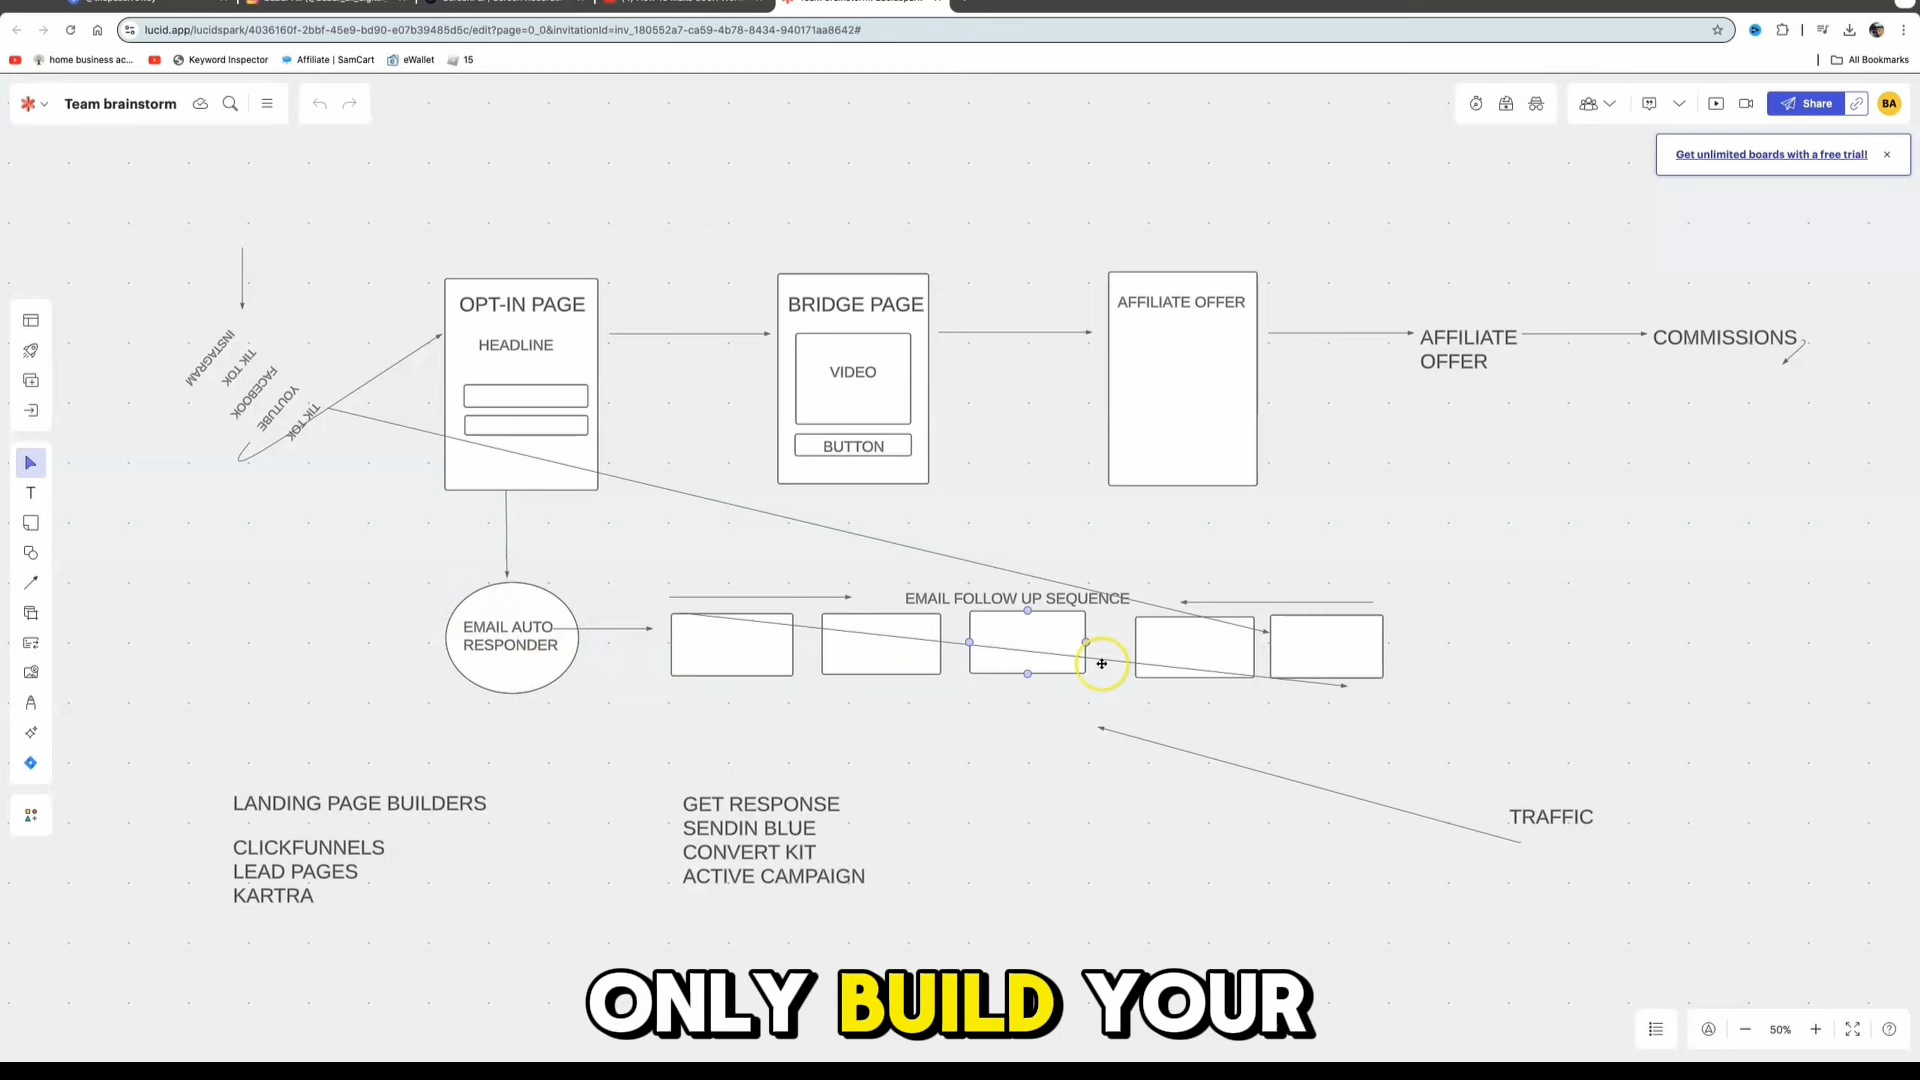 lucid.app/lucidspark/4036160f-2bbf-45e9-bd90-e07b39485d5c/edit?page=0_0&invitationId=inv_180552a7-ca59-4b78-8434-940171aa8642#
home business ac...
Keyword Inspector
Affiliate | SamCart
eWallet
15
All Bookmarks
Team brainstorm
Share
BA
Get unlimited boards with a free trial!
OPT-IN PAGE
HEADLINE
BRIDGE PAGE
VIDEO
BUTTON
AFFILIATE OFFER
AFFILIATE
OFFER
COMMISSIONS
INSTAGRAM
TIK TOK
FACEBOOK
YOUTUBE
TIK TOK
EMAIL AUTO
RESPONDER
EMAIL FOLLOW UP SEQUENCE
LANDING PAGE BUILDERS
CLICKFUNNELS
LEAD PAGES
KARTRA
GET RESPONSE
SENDIN BLUE
CONVERT KIT
ACTIVE CAMPAIGN
TRAFFIC
ONLY BUILD YOUR
50%